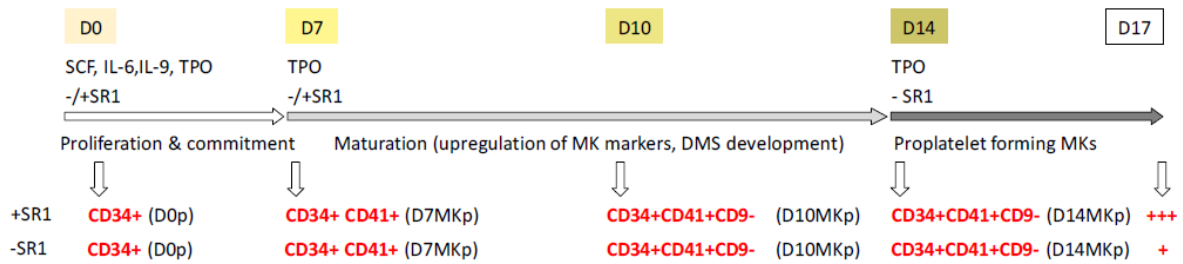 D0 D7 D10 D14 D17
SCF, IL-6,IL-9, TPO TPO TPO
-/+SR1 -/+SR1 - SR1
Proliferation & commitment Maturation (upregulation of MK markers, DMS development) Proplatelet forming MKs
+SR1 CD34+ (D0p) CD34+ CD41+ (D7MKp) CD34+CD41+CD9- (D10MKp) CD34+CD41+CD9- (D14MKp) +++
-SR1 CD34+ (D0p) CD34+ CD41+ (D7MKp) CD34+CD41+CD9- (D10MKp) CD34+CD41+CD9- (D14MKp) +